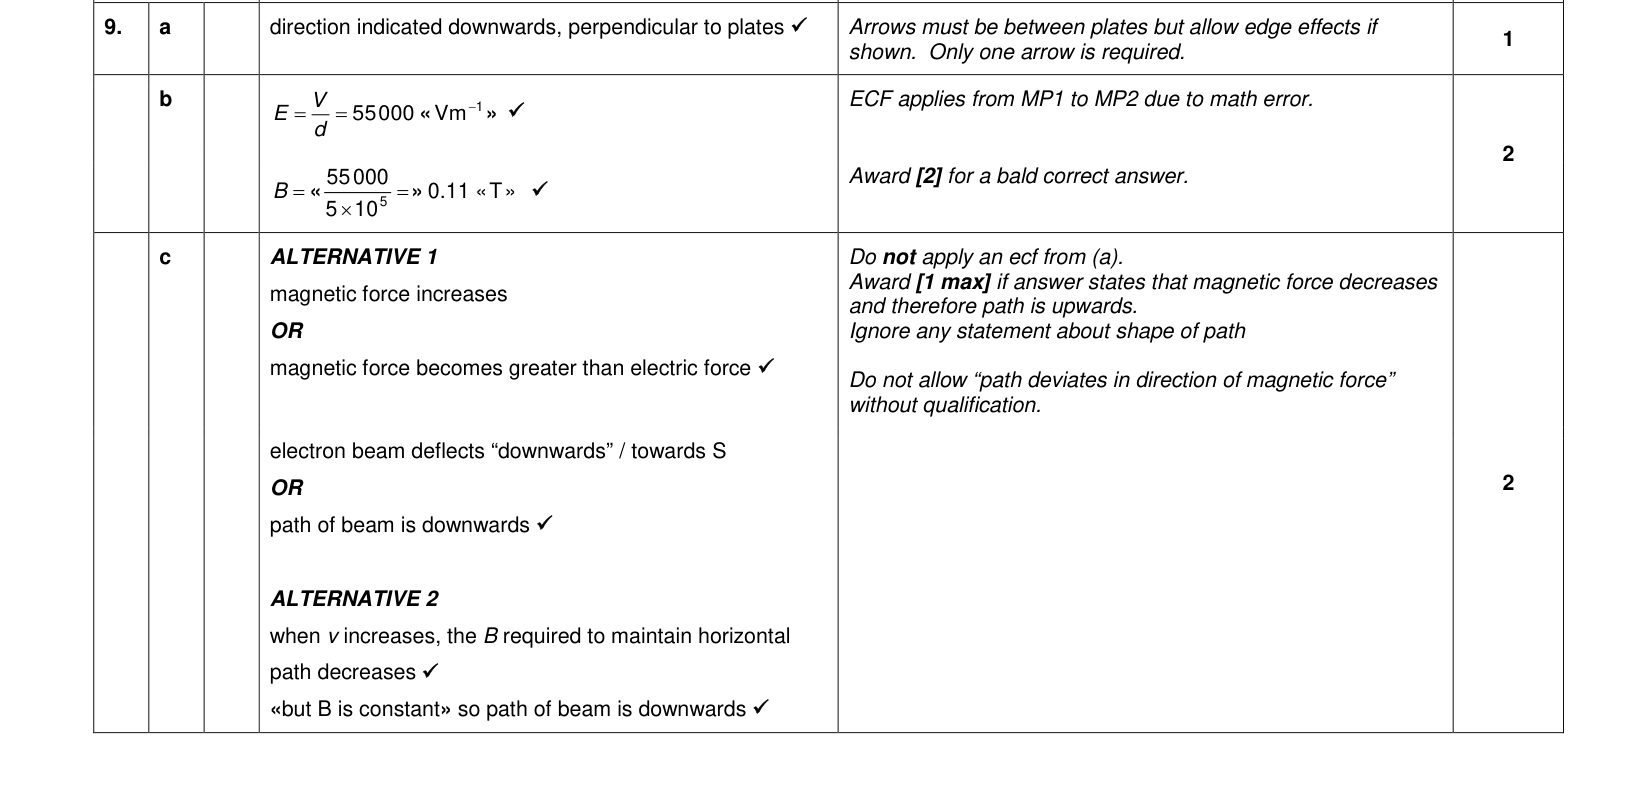 9. a direction indicated downwards, perpendicular to plates ✓ Arrows must be between plates but allow edge effects if
shown. Only one arrow is required. 1
b E = V/d = 55000 « Vm⁻¹ » ✓ ECF applies from MP1 to MP2 due to math error.
B = « 55000/5×10⁵ = » 0.11 «T» ✓ Award [2] for a bald correct answer. 2
c ALTERNATIVE 1
magnetic force increases
OR
magnetic force becomes greater than electric force ✓
electron beam deflects “downwards” / towards S
OR
path of beam is downwards ✓
ALTERNATIVE 2
when v increases, the B required to maintain horizontal
path decreases ✓
«but B is constant» so path of beam is downwards ✓
Do not apply an ecf from (a).
Award [1 max] if answer states that magnetic force decreases
and therefore path is upwards.
Ignore any statement about shape of path
Do not allow “path deviates in direction of magnetic force”
without qualification.
2